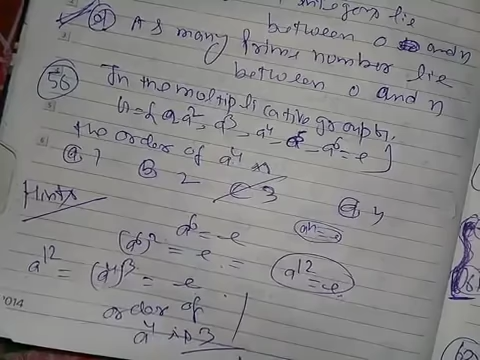 integers lie
between 0 and n
(d) As many prime number lie
between 0 and n
56 In the multiplicative group,
G = {a, a², a³, a⁴, a⁵, a⁶ = e}
the order of a⁴ is
(a) 1 (b) 2 (c) 3 (d) 4
Hints
a⁶ = e
aⁿ = e
(a⁶)² = e =
a¹² = e
a¹² = (a⁴)³ = e
order of
a⁴ is 3
2014